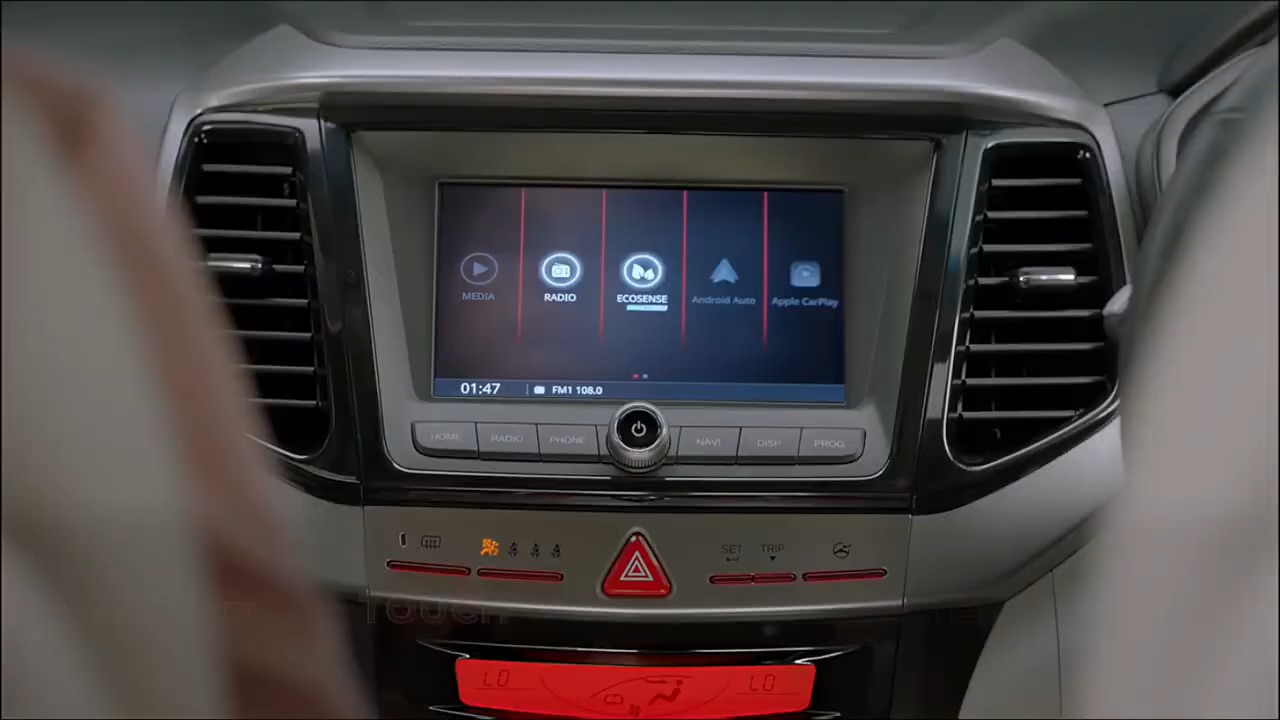 MEDIA
RADIO
ECOSENSE
Android Auto
Apple CarPlay
01:47
FM1 108.0
HOME
RADIO
PHONE
NAVI
DISP
PROG
SET
TRIP
TOUCH
LO
LO